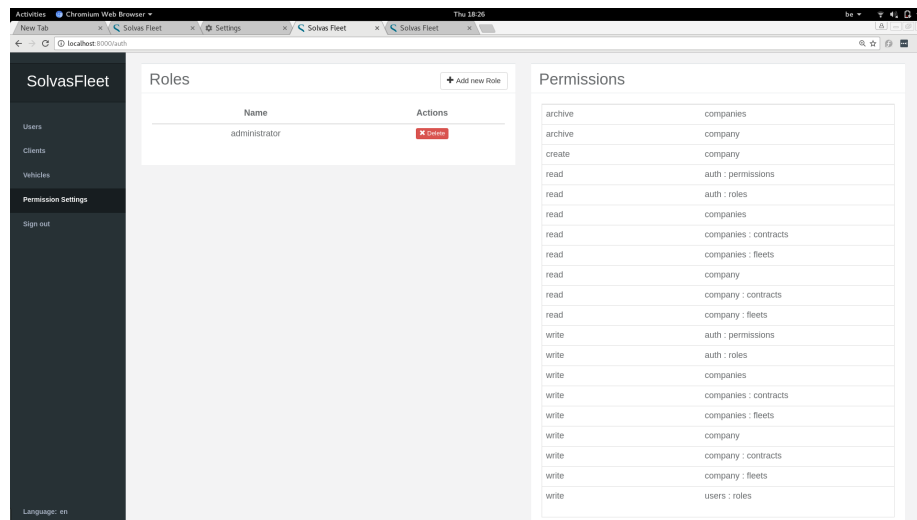 Activities Chromium Web Browser Thu 18:26 be
New Tab Solvas Fleet Settings Solvas Fleet Solvas Fleet
localhost:8000/auth
SolvasFleet
Users
Clients
Vehicles
Permission Settings
Sign out
Language: en
Roles
Add new Role
Name Actions
administrator Delete
Permissions
archive companies
archive company
create company
read auth : permissions
read auth : roles
read companies
read companies : contracts
read companies : fleets
read company
read company : contracts
read company : fleets
write auth : permissions
write auth : roles
write companies
write companies : contracts
write companies : fleets
write company
write company : contracts
write company : fleets
write users : roles